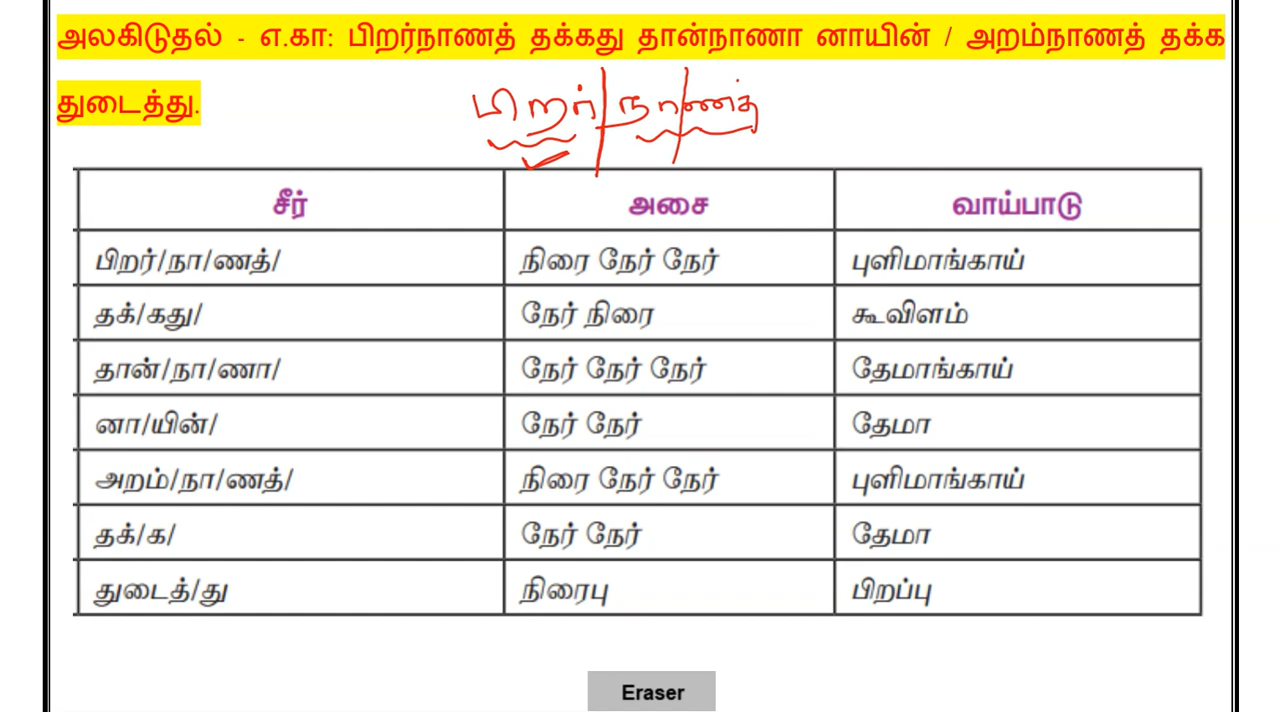 அலகிடுதல் - எ.கா: பிறர்நாணத் தக்கது தான்நாணா னாயின் / அறம்நாணத் தக்க
துடைத்து.
பிறர்/நா/ணத்
சீர் அசை வாய்பாடு
பிறர்/நா/ணத்/ நிரை நேர் நேர் புளிமாங்காய்
தக்/கது/ நேர் நிரை கூவிளம்
தான்/நா/ணா/ நேர் நேர் நேர் தேமாங்காய்
னா/யின்/ நேர் நேர் தேமா
அறம்/நா/ணத்/ நிரை நேர் நேர் புளிமாங்காய்
தக்/க/ நேர் நேர் தேமா
துடைத்/து நிரைபு பிறப்பு
Eraser